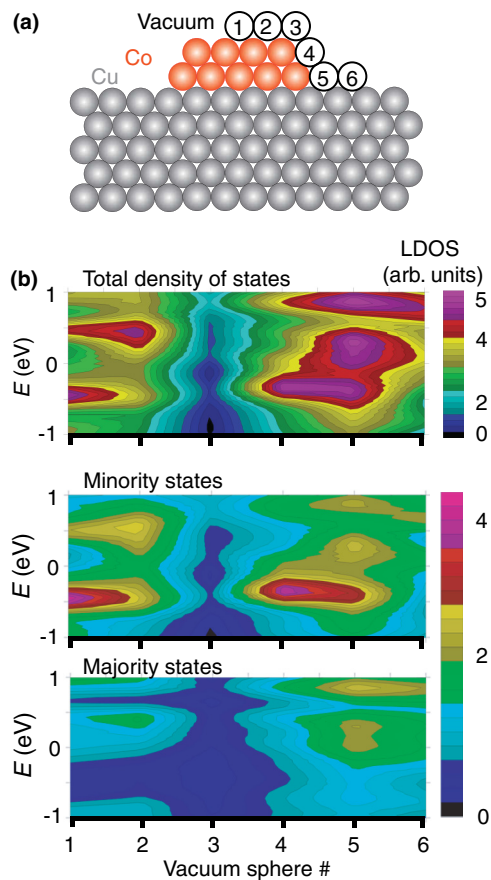 (a)
Vacuum 1 2 3
Co 4
Cu 5 6
(b)
LDOS
(arb. units)
Total density of states
1 5
E (eV) 4
0
2
-1 0
Minority states
1 4
E (eV) 0
-1 2
Majority states
1
E (eV) 0
-1 0
1 2 3 4 5 6
Vacuum sphere #